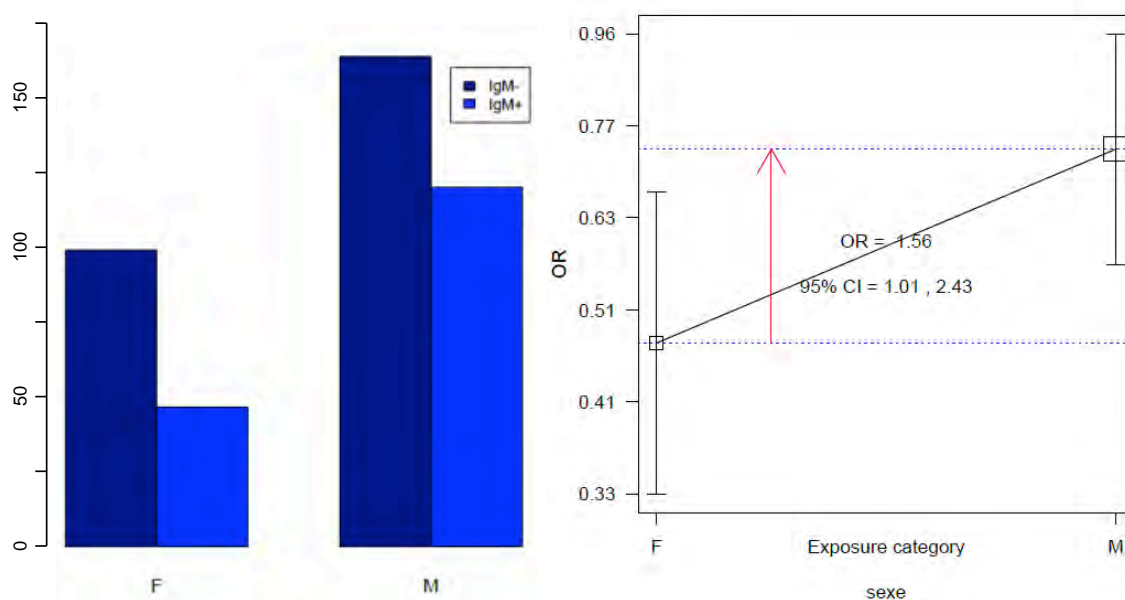 150
100
50
0
IgM-
IgM+
F
M
0.96
0.77
0.63
0.51
0.41
0.33
OR
OR = 1.56
95% CI = 1.01 , 2.43
F
Exposure category
M
sexe